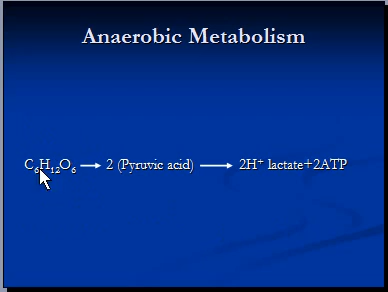 Anaerobic Metabolism
C₆H₁₂O₆ → 2 (Pyruvic acid) → 2H⁺ lactate+2ATP